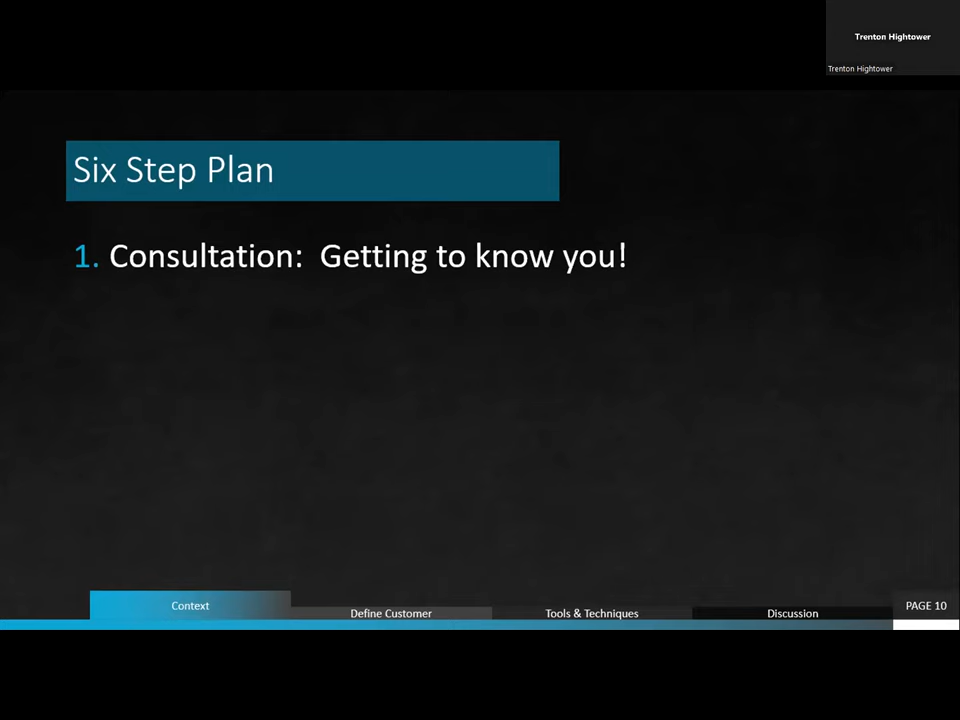 Trenton Hightower
Trenton Hightower
Six Step Plan
1. Consultation: Getting to know you!
Context
Define Customer
Tools & Techniques
Discussion
PAGE 10